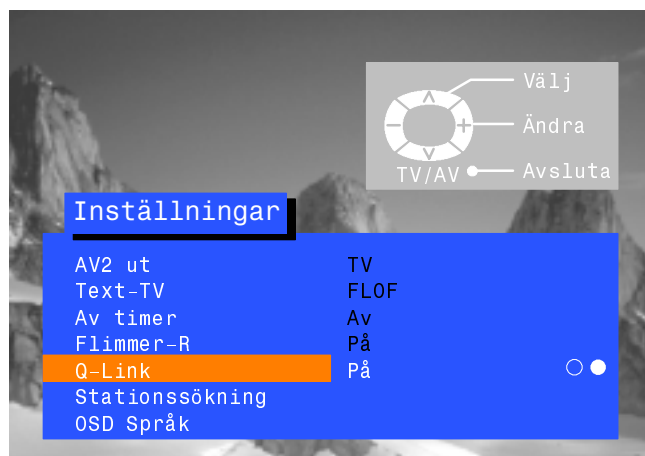 Välj
Ändra
TV/AV Avsluta
Inställningar
AV2 ut TV
Text-TV FLOF
Av timer Av
Flimmer-R På
Q-Link På
Stationssökning
OSD Språk